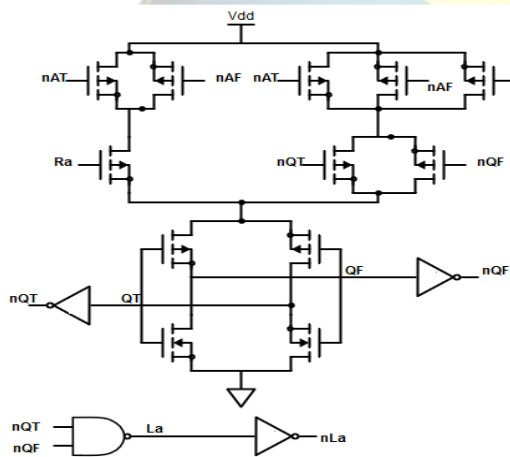 Vdd
nAT nAF nAT nAF
Ra nQT nQF
nQT QT QF nQF
nQT La
nQF nLa